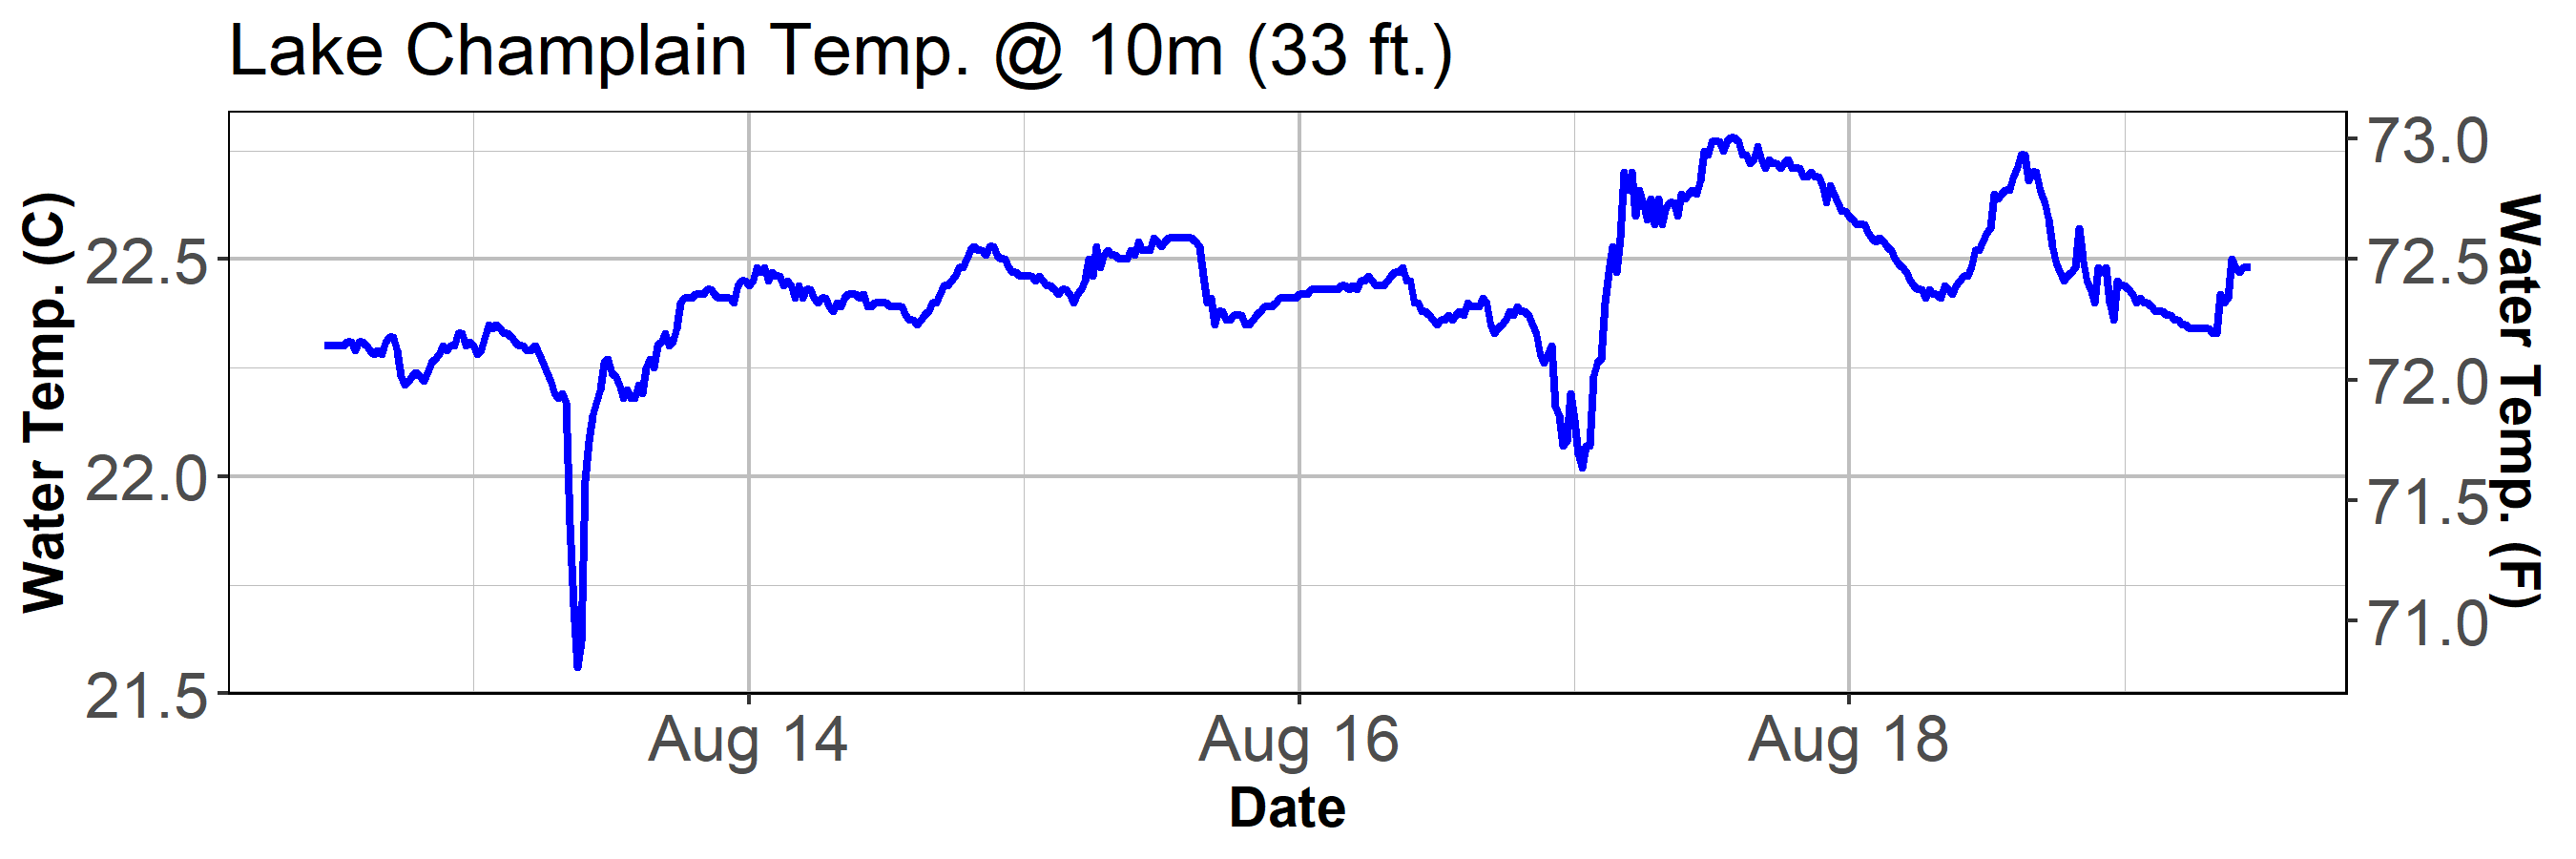 Lake Champlain Temp. @ 10m (33 ft.)
Water Temp. (C)
22.5
22.0
21.5
73.0
72.5
72.0
71.5
71.0
Water Temp. (F)
Aug 14
Aug 16
Aug 18
Date